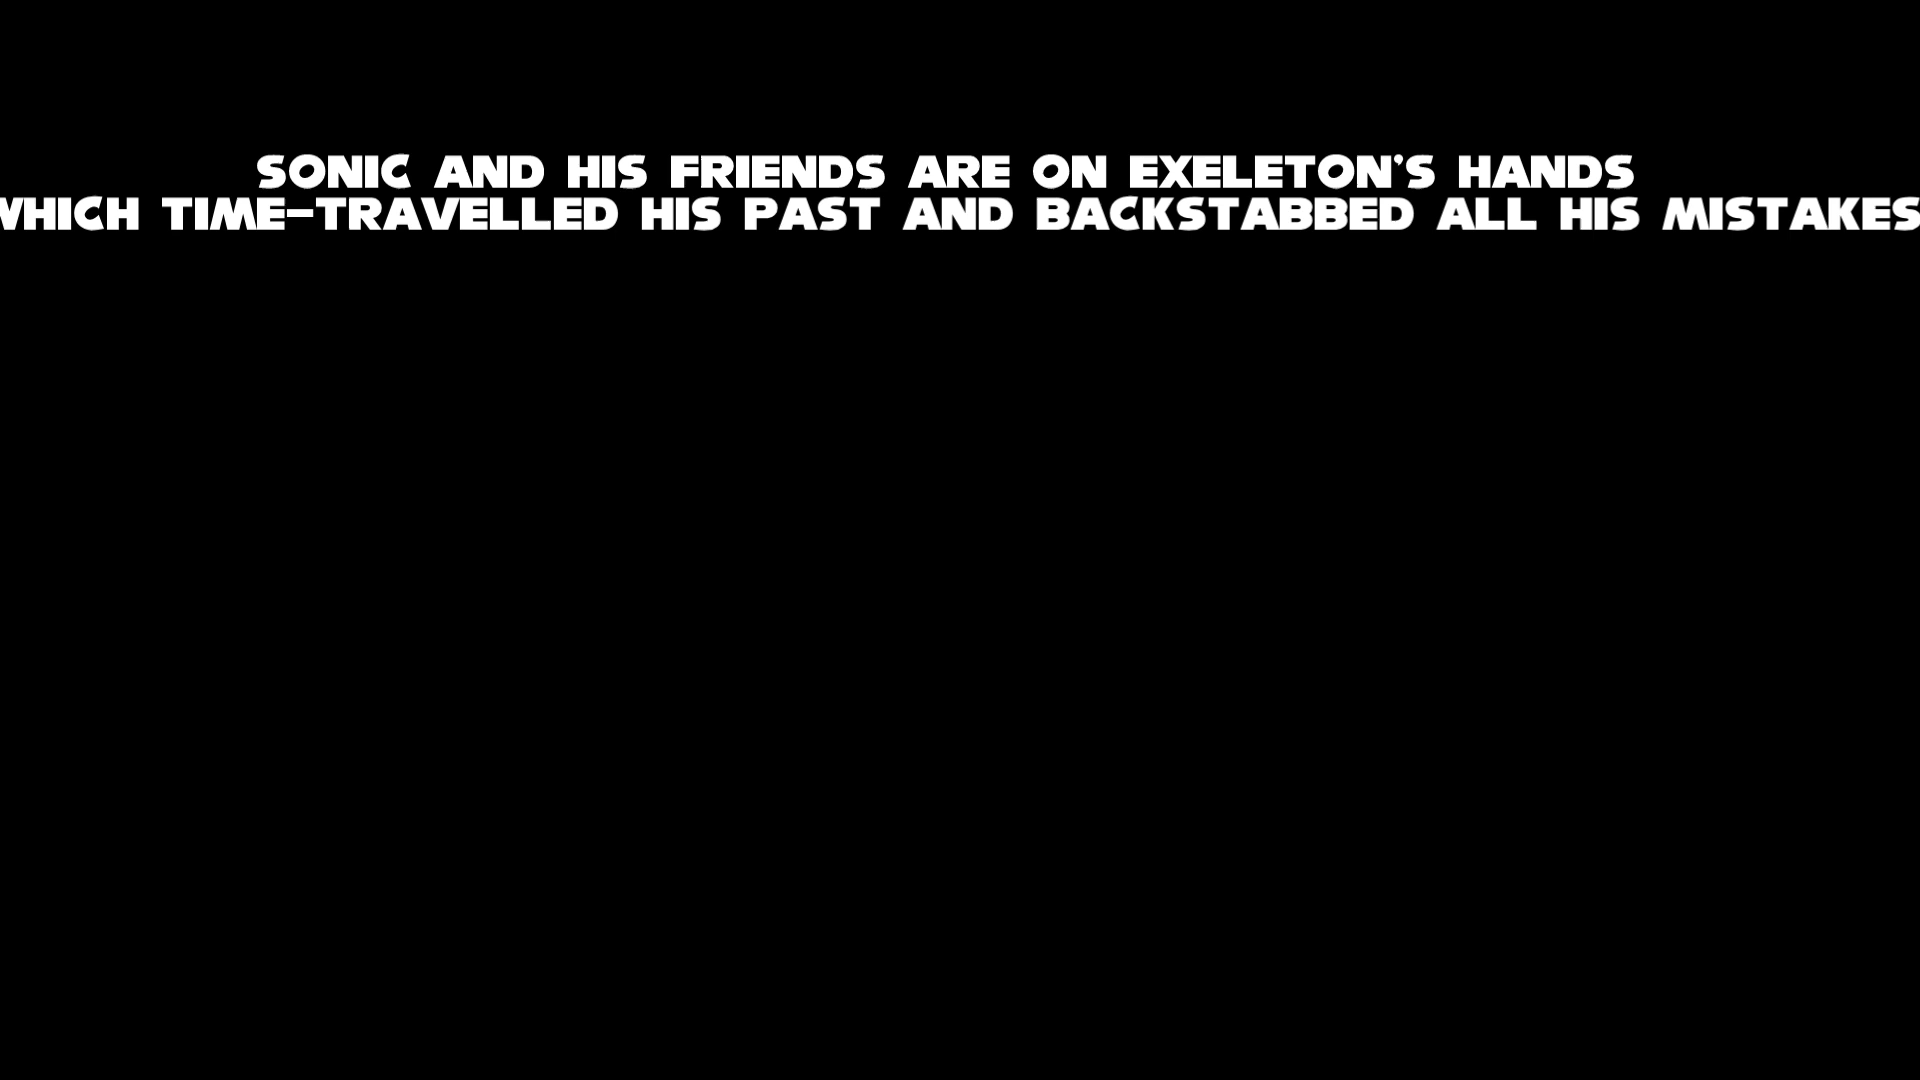 SONIC AND HIS FRIENDS ARE ON EXELETON'S HANDS
WHICH TIME-TRAVELLED HIS PAST AND BACKSTABBED ALL HIS MISTAKES